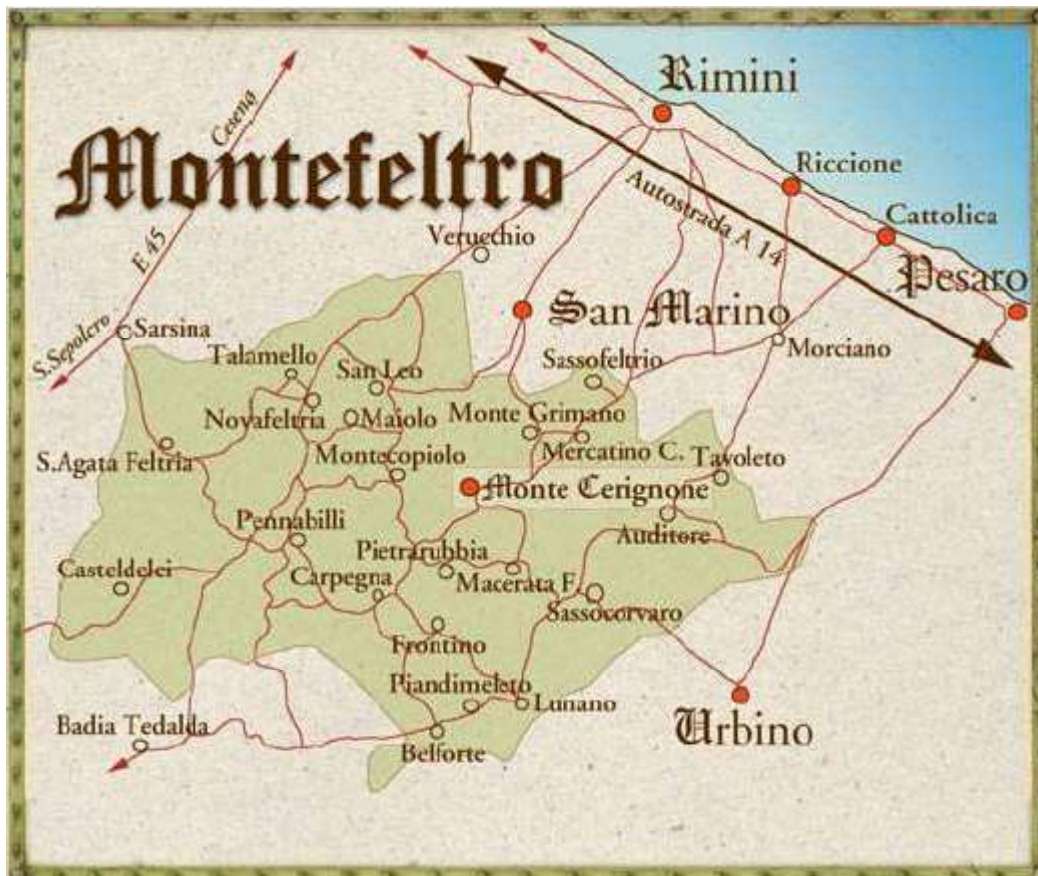 Rimini
Cesena
Montefeltro
Riccione
Autostrada A 14
Cattolica
Verucchio
E 45
Pesaro
San Marino
S.Sepolcro
Sarsina
Morciano
Talamello
San Leo
Sassofeltrio
Novafeltria
Maiolo
Monte Grimano
Mercatino C.
S.Agata Feltria
Montecopiolo
Tavoleto
Monte Cerignone
Pennabilli
Auditore
Pietrarubbia
Casteldelci
Carpegna
Macerata F.
Sassocorvaro
Frontino
Piandimeleto
Lunano
Badia Tedalda
Urbino
Belforte